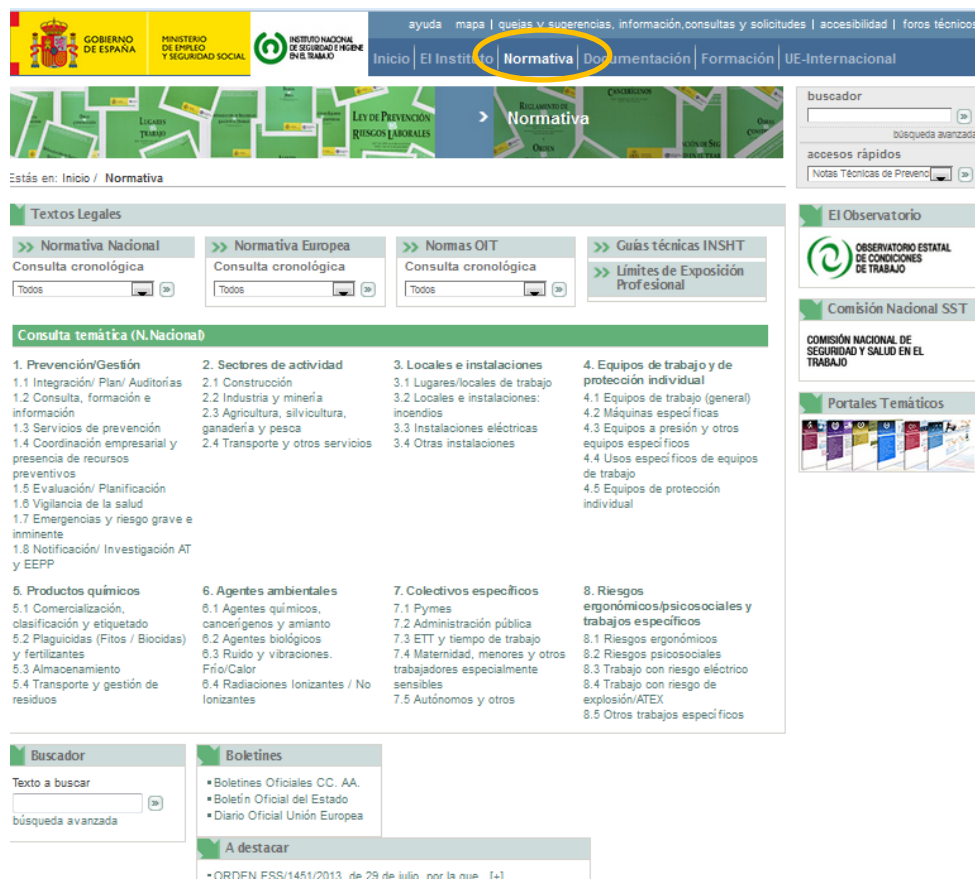 ayuda mapa | quejas y sugerencias, información,consultas y solicitudes | accesibilidad | foros técnicos
GOBIERNO
DE ESPAÑA
MINISTERIO
DE EMPLEO
Y SEGURIDAD SOCIAL
INSTITUTO NACIONAL
DE SEGURIDAD E HIGIENE
EN EL TRABAJO
Inicio | El Instituto | Normativa | Documentación | Formación | UE-Internacional
LUGARES
TRABAJO
LEY DE PREVENCIÓN
RIESGOS LABORALES
REGLAMENTO DE
CANCERÍGENOS
ORDEN
Normativa
buscador
búsqueda avanzada
accesos rápidos
Notas Técnicas de Prevenc
Estás en: Inicio / Normativa
Textos Legales
Normativa Nacional
Consulta cronológica
Todos
Normativa Europea
Consulta cronológica
Todos
Normas OIT
Consulta cronológica
Todos
Guías técnicas INSHT
Límites de Exposición
Profesional
El Observatorio
OBSERVATORIO ESTATAL
DE CONDICIONES
DE TRABAJO
Comisión Nacional SST
COMISIÓN NACIONAL DE
SEGURIDAD Y SALUD EN EL
TRABAJO
Portales Temáticos
Consulta temática (N.Nacional)
1. Prevención/Gestión
1.1 Integración/ Plan/ Auditorías
1.2 Consulta, formación e
información
1.3 Servicios de prevención
1.4 Coordinación empresarial y
presencia de recursos
preventivos
1.5 Evaluación/ Planificación
1.6 Vigilancia de la salud
1.7 Emergencias y riesgo grave e
inminente
1.8 Notificación/ Investigación AT
y EEPP
2. Sectores de actividad
2.1 Construcción
2.2 Industria y minería
2.3 Agricultura, silvicultura,
ganadería y pesca
2.4 Transporte y otros servicios
3. Locales e instalaciones
3.1 Lugares/locales de trabajo
3.2 Locales e instalaciones:
incendios
3.3 Instalaciones eléctricas
3.4 Otras instalaciones
4. Equipos de trabajo y de
protección individual
4.1 Equipos de trabajo (general)
4.2 Máquinas específicas
4.3 Equipos a presión y otros
equipos específicos
4.4 Usos específicos de equipos
de trabajo
4.5 Equipos de protección
individual
5. Productos químicos
5.1 Comercialización,
clasificación y etiquetado
5.2 Plaguicidas (Fitos / Biocidas)
y fertilizantes
5.3 Almacenamiento
5.4 Transporte y gestión de
residuos
6. Agentes ambientales
6.1 Agentes químicos,
cancerígenos y amianto
6.2 Agentes biológicos
6.3 Ruido y vibraciones.
Frío/Calor
6.4 Radiaciones Ionizantes / No
Ionizantes
7. Colectivos específicos
7.1 Pymes
7.2 Administración pública
7.3 ETT y tiempo de trabajo
7.4 Maternidad, menores y otros
trabajadores especialmente
sensibles
7.5 Autónomos y otros
8. Riesgos
ergonómicos/psicosociales y
trabajos específicos
8.1 Riesgos ergonómicos
8.2 Riesgos psicosociales
8.3 Trabajo con riesgo eléctrico
8.4 Trabajo con riesgo de
explosión/ATEX
8.5 Otros trabajos específicos
Buscador
Texto a buscar
búsqueda avanzada
Boletines
Boletines Oficiales CC. AA.
Boletín Oficial del Estado
Diario Oficial Unión Europea
A destacar
ORDEN ESS/1451/2013, de 29 de julio, por la que... [+]